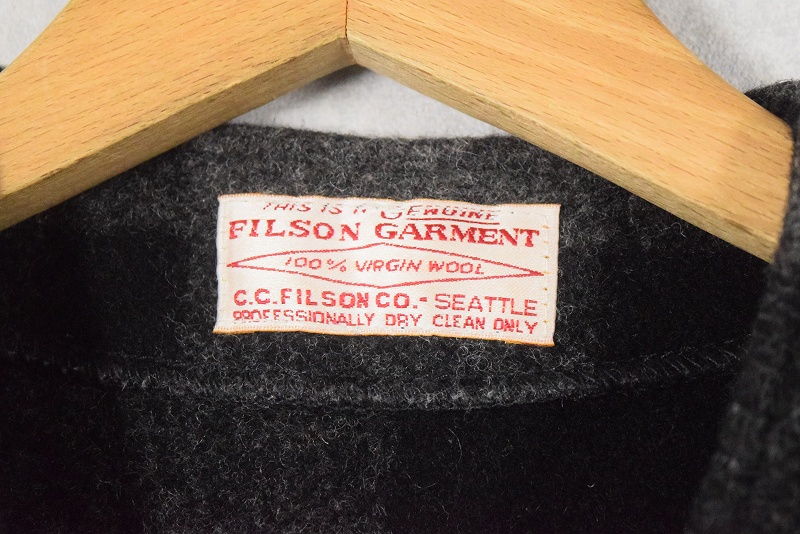 THIS IS A GENUINE
FILSON GARMENT
100% VIRGIN WOOL
C.C. FILSON CO. - SEATTLE
PROFESSIONALLY DRY CLEAN ONLY